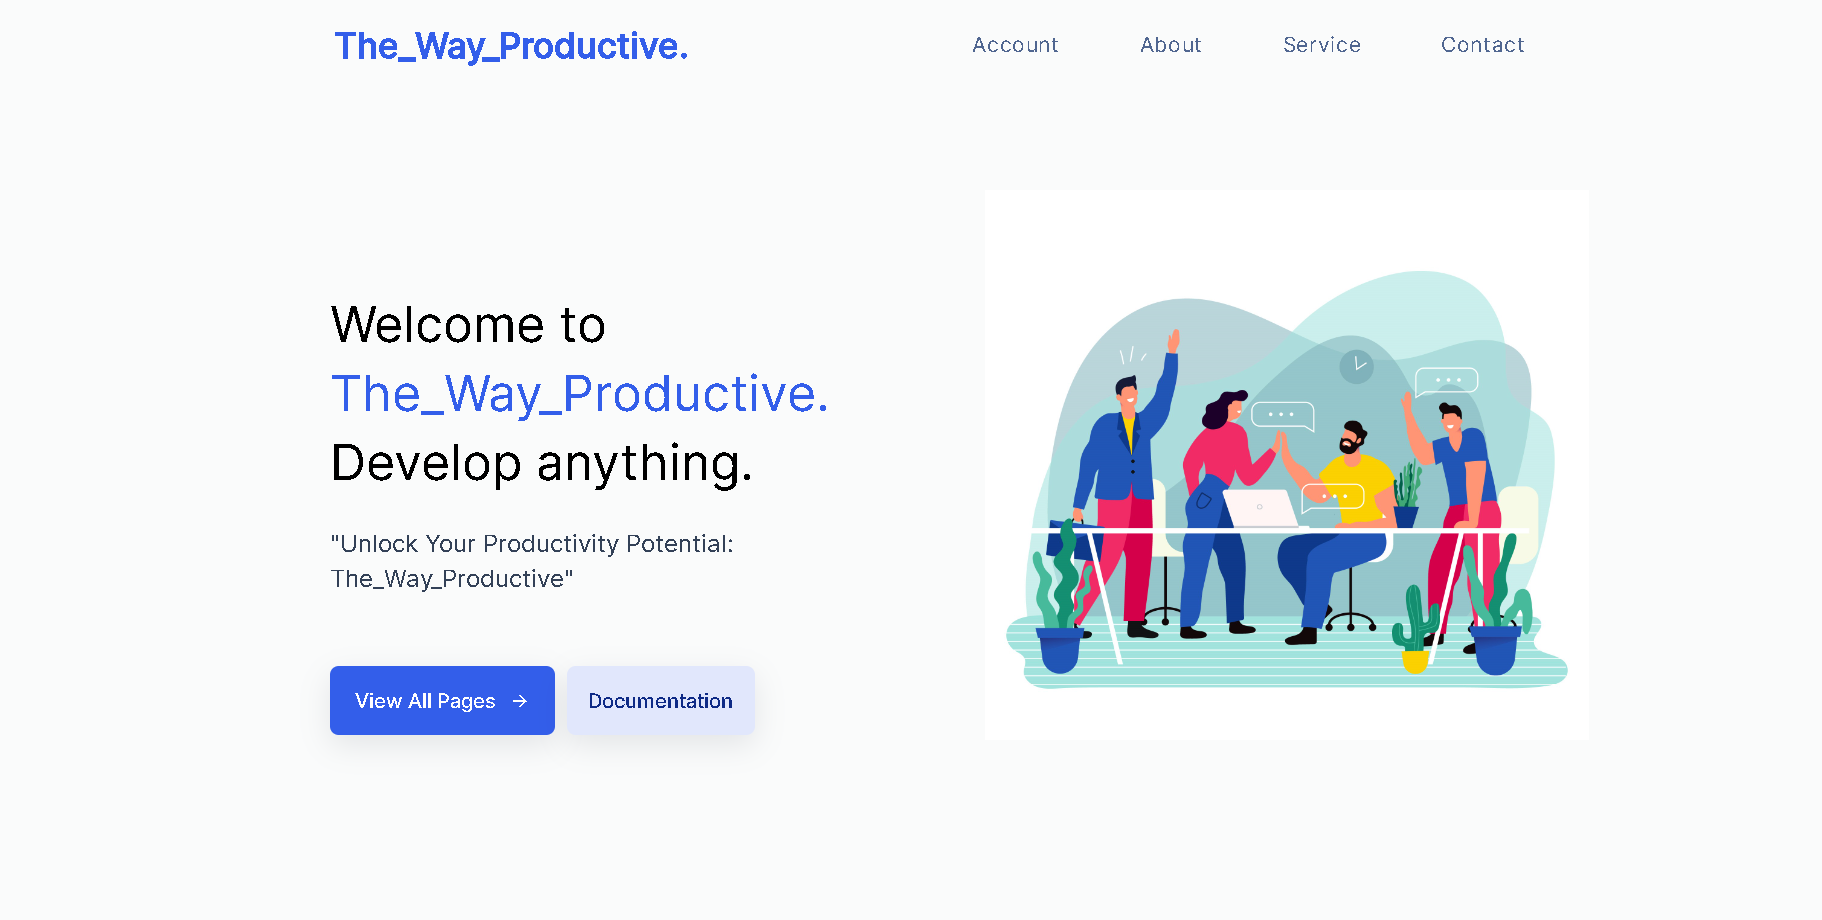 The_Way_Productive.
Account
About
Service
Contact
Welcome to
The_Way_Productive.
Develop anything.
"Unlock Your Productivity Potential:
The_Way_Productive"
View All Pages →
Documentation